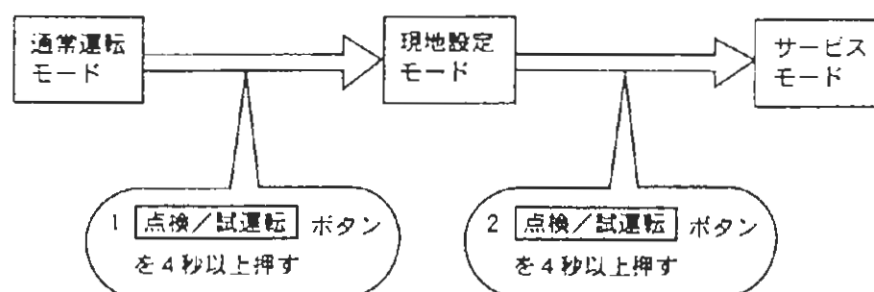 通常運転
モード
現地設定
モード
サービス
モード
1 点検／試運転 ボタン
を4秒以上押す
2 点検／試運転 ボタン
を4秒以上押す